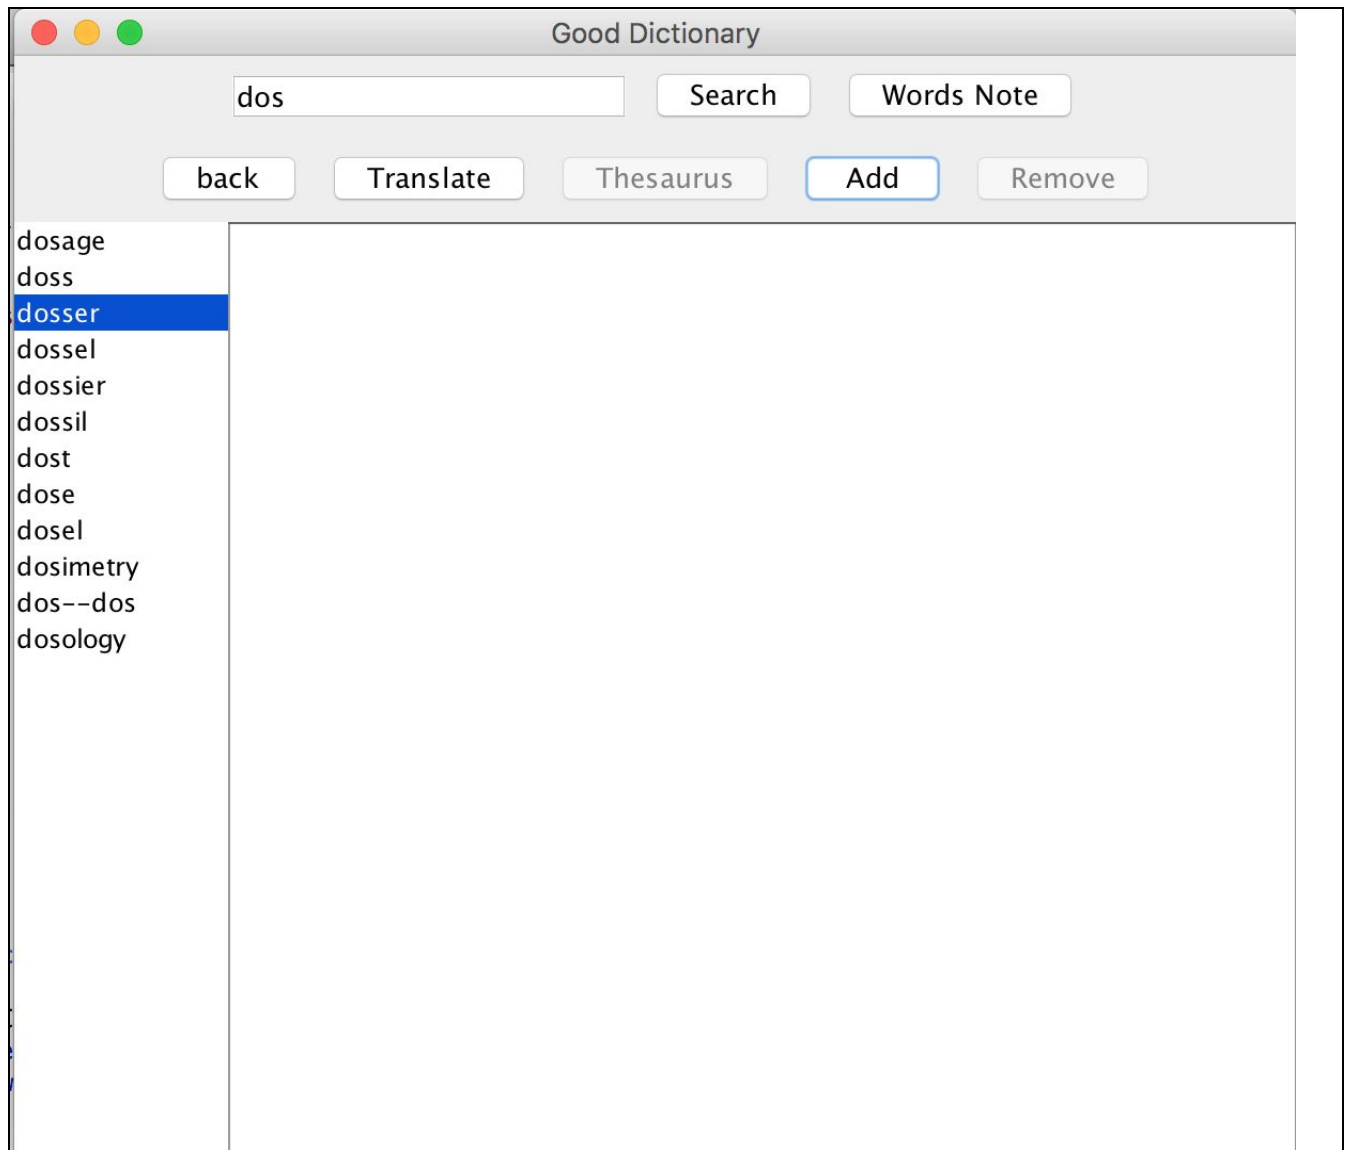 Good Dictionary
dos Search Words Note
back Translate Thesaurus Add Remove
dosage
doss
dosser
dossel
dossier
dossil
dost
dose
dosel
dosimetry
dos--dos
dosology